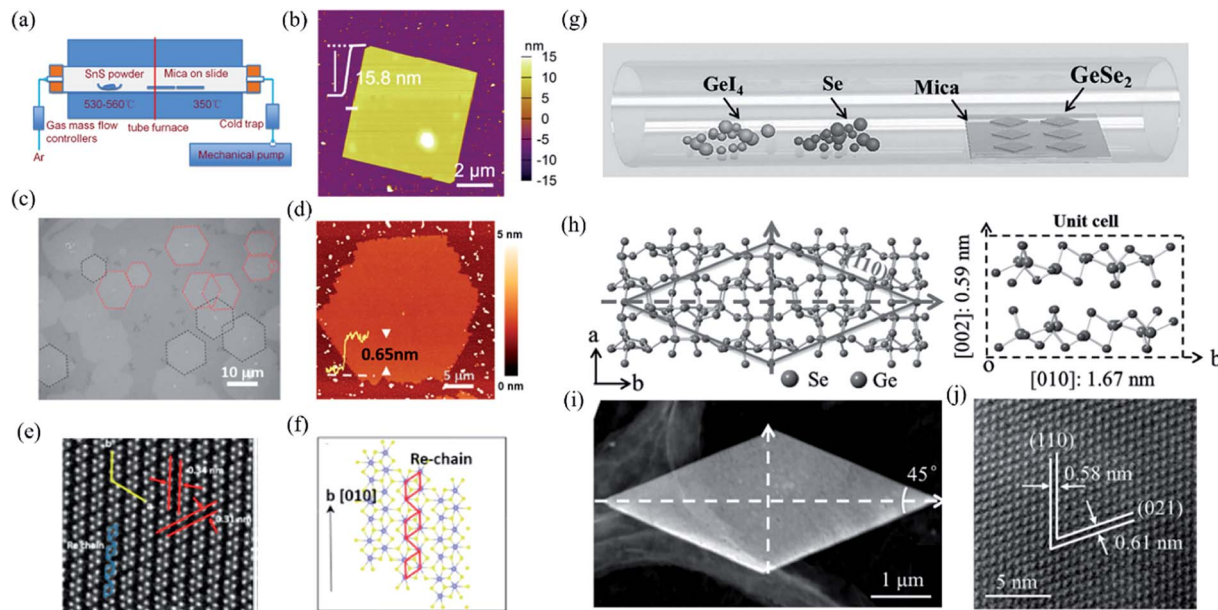 (a)
SnS powder
Mica on slide
530-560℃
350℃
Gas mass flow
controllers
tube furnace
Cold trap
Ar
Mechanical pump
(b)
15.8 nm
2 μm
nm
15
10
5
0
-5
-10
-15
(c)
10 μm
(d)
0.65nm
5 μm
5 nm
0 nm
(e)
b
a
0.34 nm
0.31 nm
Re chain
(f)
Re-chain
b [010]
(g)
GeI₄
Se
Mica
GeSe₂
(h)
(110)
a
b
Se
Ge
Unit cell
[002]: 0.59 nm
o
b
[010]: 1.67 nm
(i)
45°
1 μm
(j)
(110)
0.58 nm
(021)
0.61 nm
5 nm